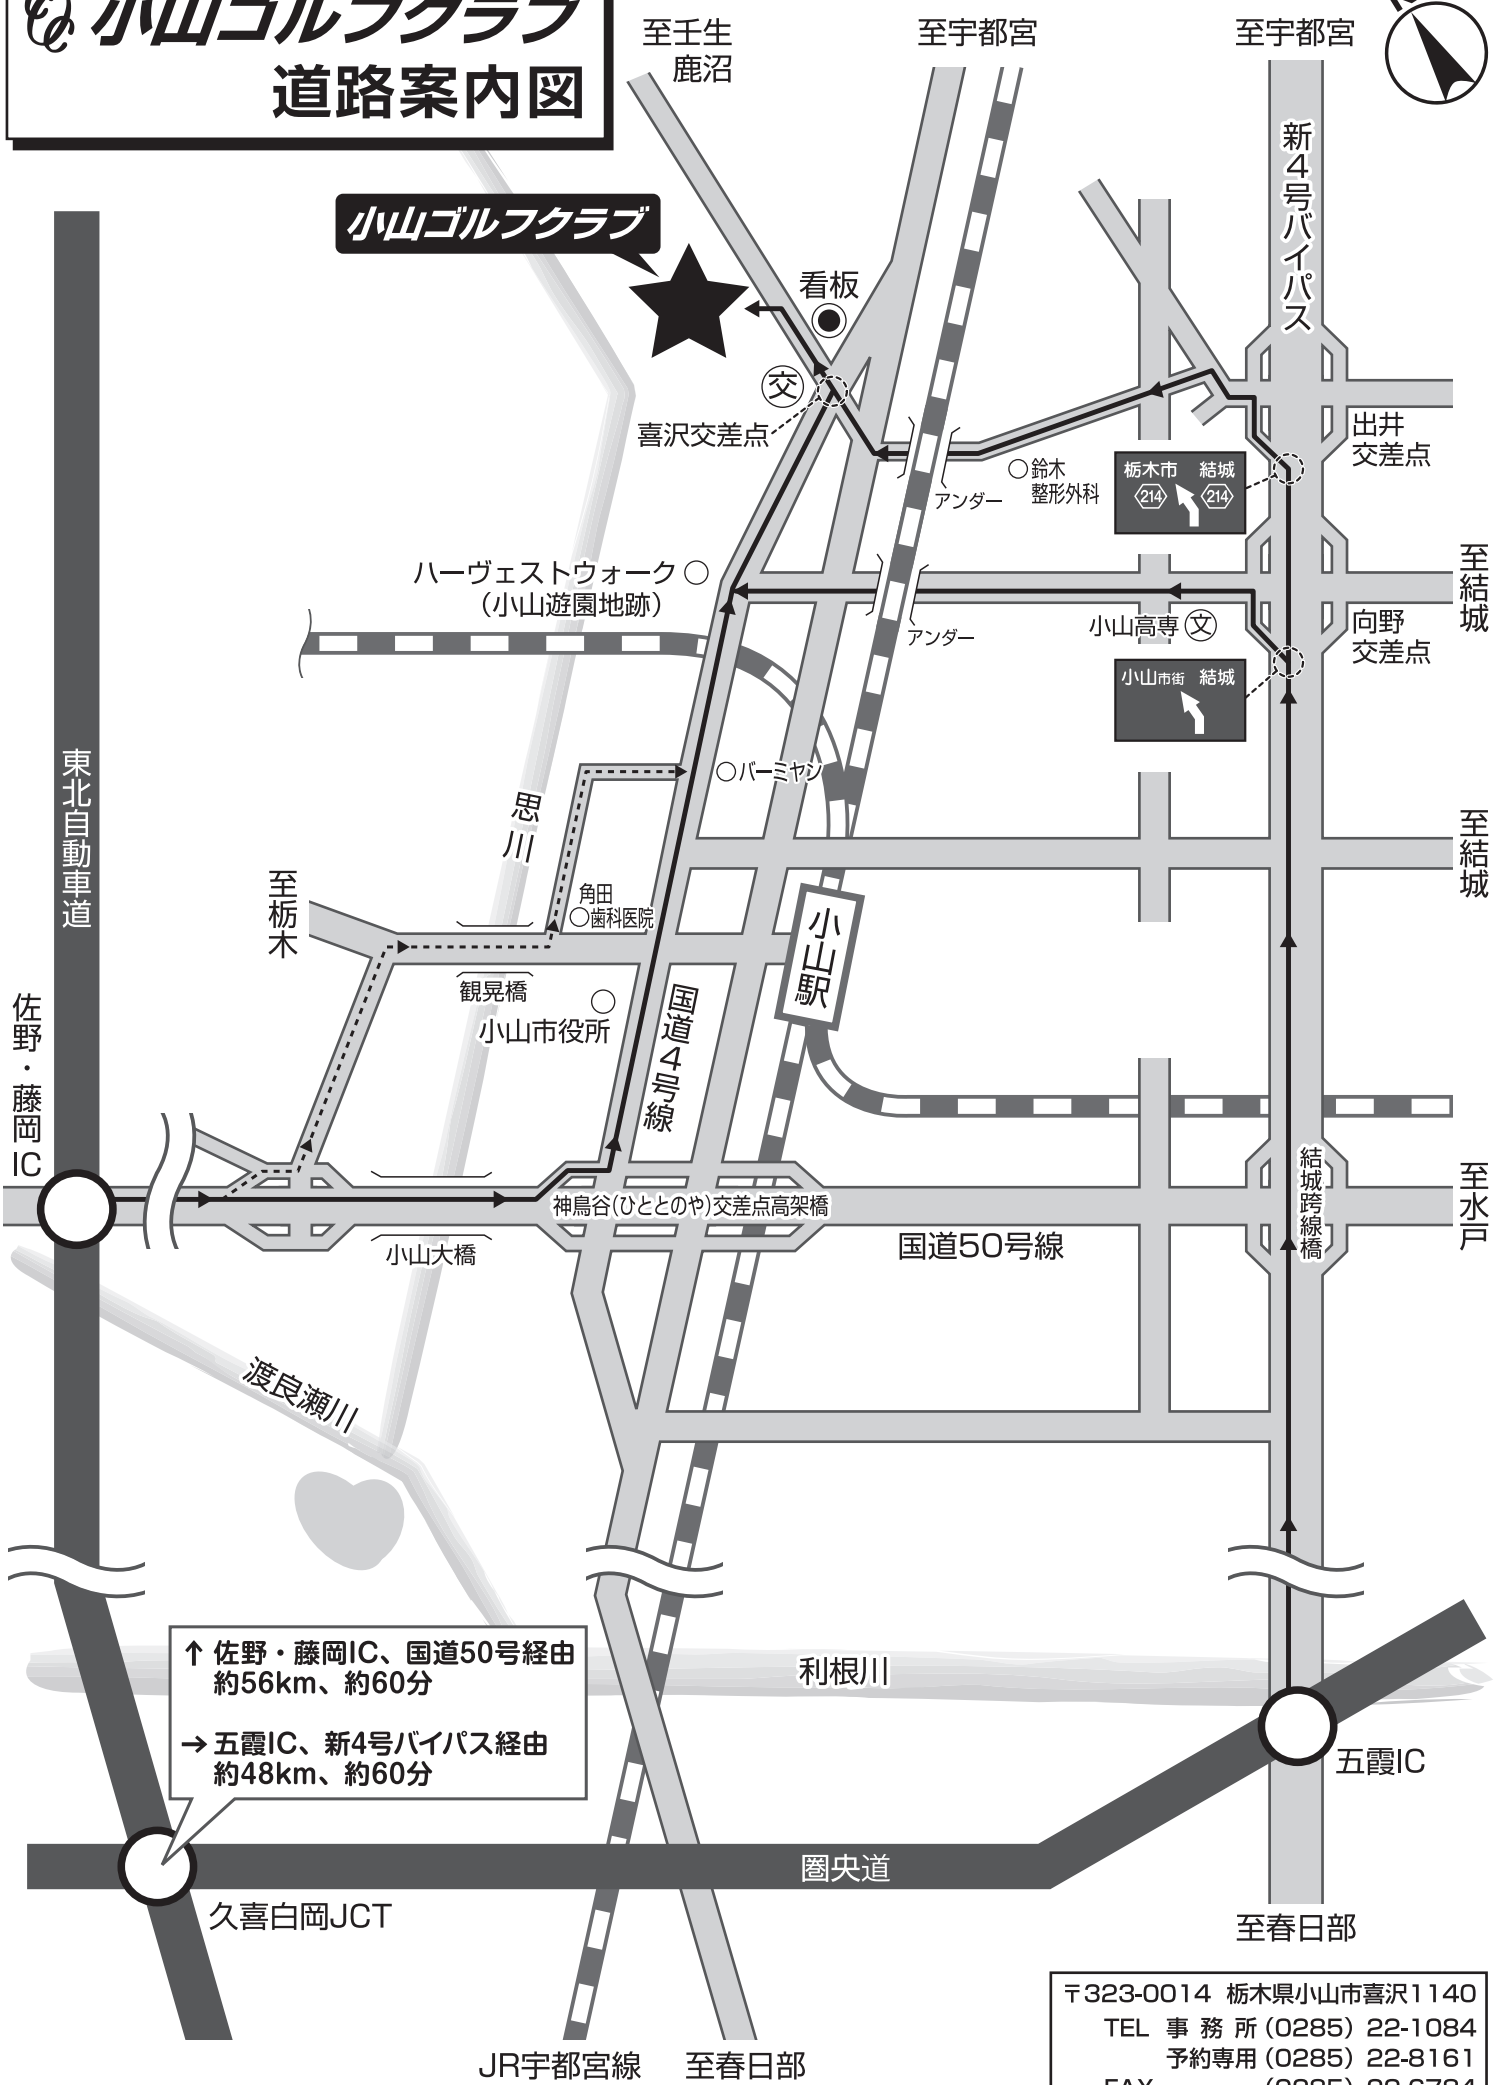 小山ゴルフクラブ
道路案内図
至壬生
鹿沼
至宇都宮
至宇都宮
新4号バイパス
小山ゴルフクラブ
看板
交
喜沢交差点
出井
交差点
鈴木
整形外科
アンダー
栃木市 結城
214 214
ハーヴェストウォーク
(小山遊園地跡)
至結城
アンダー
小山高専 文
向野
交差点
小山市街 結城
東北自動車道
バーミヤン
思川
至結城
至栃木
角田
歯科医院
小山駅
観晃橋
小山市役所
国道4号線
佐野・藤岡IC
結城跨線橋
至水戸
神鳥谷(ひととのや)交差点高架橋
小山大橋
国道50号線
渡良瀬川
↑ 佐野・藤岡IC、国道50号経由
約56km、約60分
→ 五霞IC、新4号バイパス経由
約48km、約60分
利根川
五霞IC
圏央道
久喜白岡JCT
至春日部
〒323-0014 栃木県小山市喜沢1140
TEL 事務所 (0285) 22-1084
予約専用 (0285) 22-8161
JR宇都宮線
至春日部